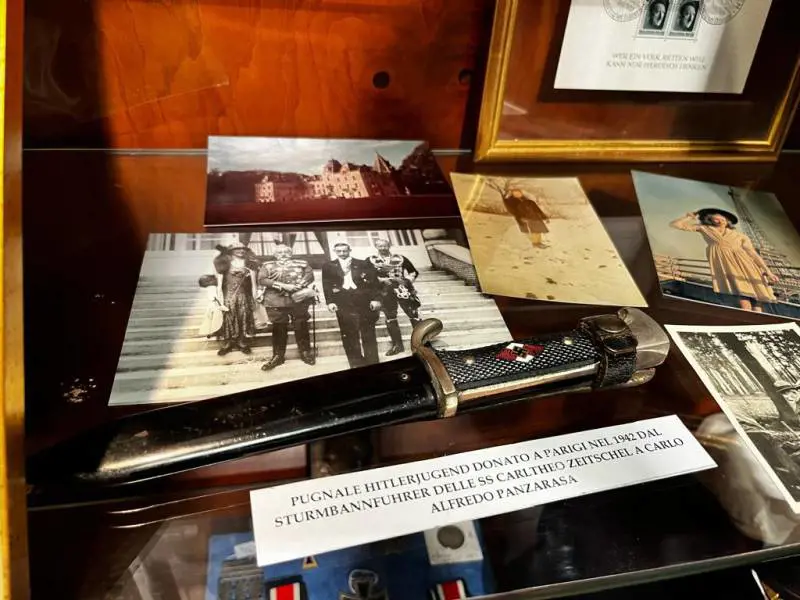 WER EIN VOLK RETTEN WILL
KANN NUR HEROISCH DENKEN
PUGNALE HITLERJUGEND DONATO A PARIGI NEL 1942 DAL
STURMBANNFUHRER DELLE SS CARLTHEO ZEITSCHEL A CARLO
ALFREDO PANZARASA